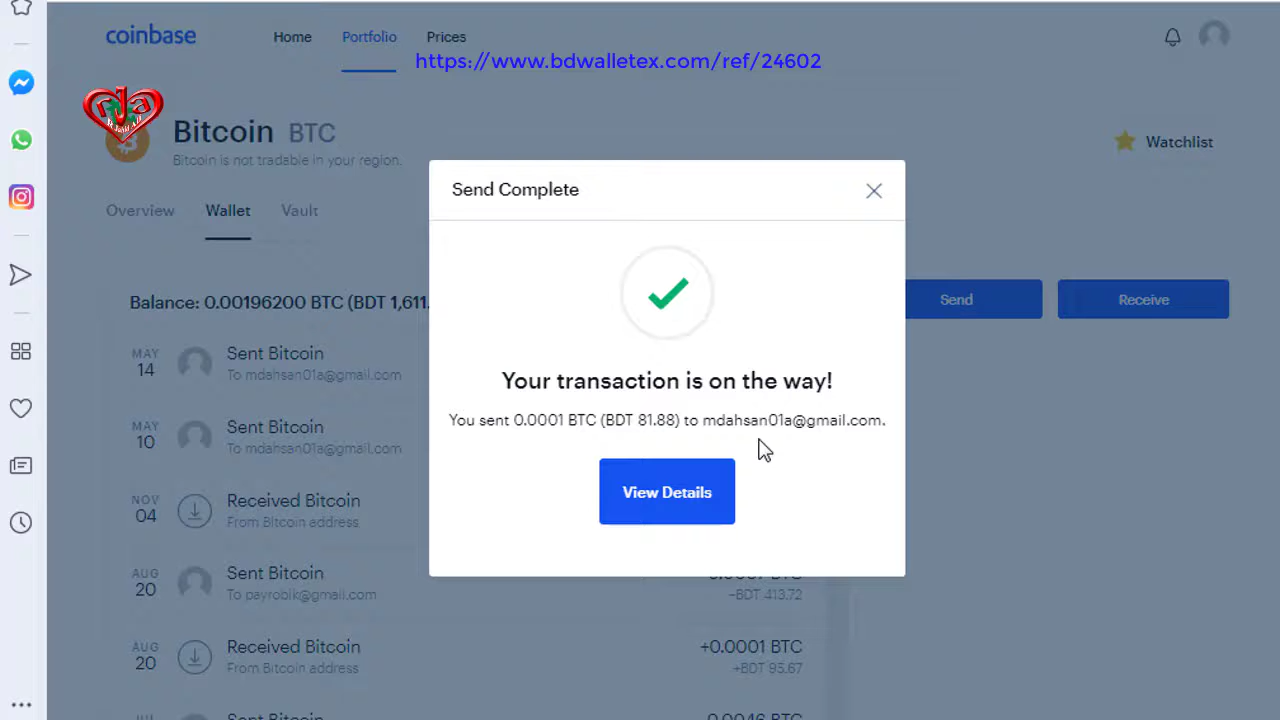 coinbase
Home
Portfolio
Prices
https://www.bdwalletex.com/ref/24602
rja
Bitcoin BTC
Bitcoin is not tradable in your region.
Watchlist
Overview
Wallet
Vault
Send Complete
Balance: 0.00196200 BTC (BDT 1,611.
Send
Receive
MAY
14
Sent Bitcoin
To mdahsan01a@gmail.com
Your transaction is on the way!
You sent 0.0001 BTC (BDT 81.88) to mdahsan01a@gmail.com.
View Details
MAY
10
Sent Bitcoin
To mdahsan01a@gmail.com
NOV
04
Received Bitcoin
From Bitcoin address
AUG
20
Sent Bitcoin
To payrobik@gmail.com
-BDT 413.72
AUG
20
Received Bitcoin
From Bitcoin address
+0.0001 BTC
+BDT 95.67